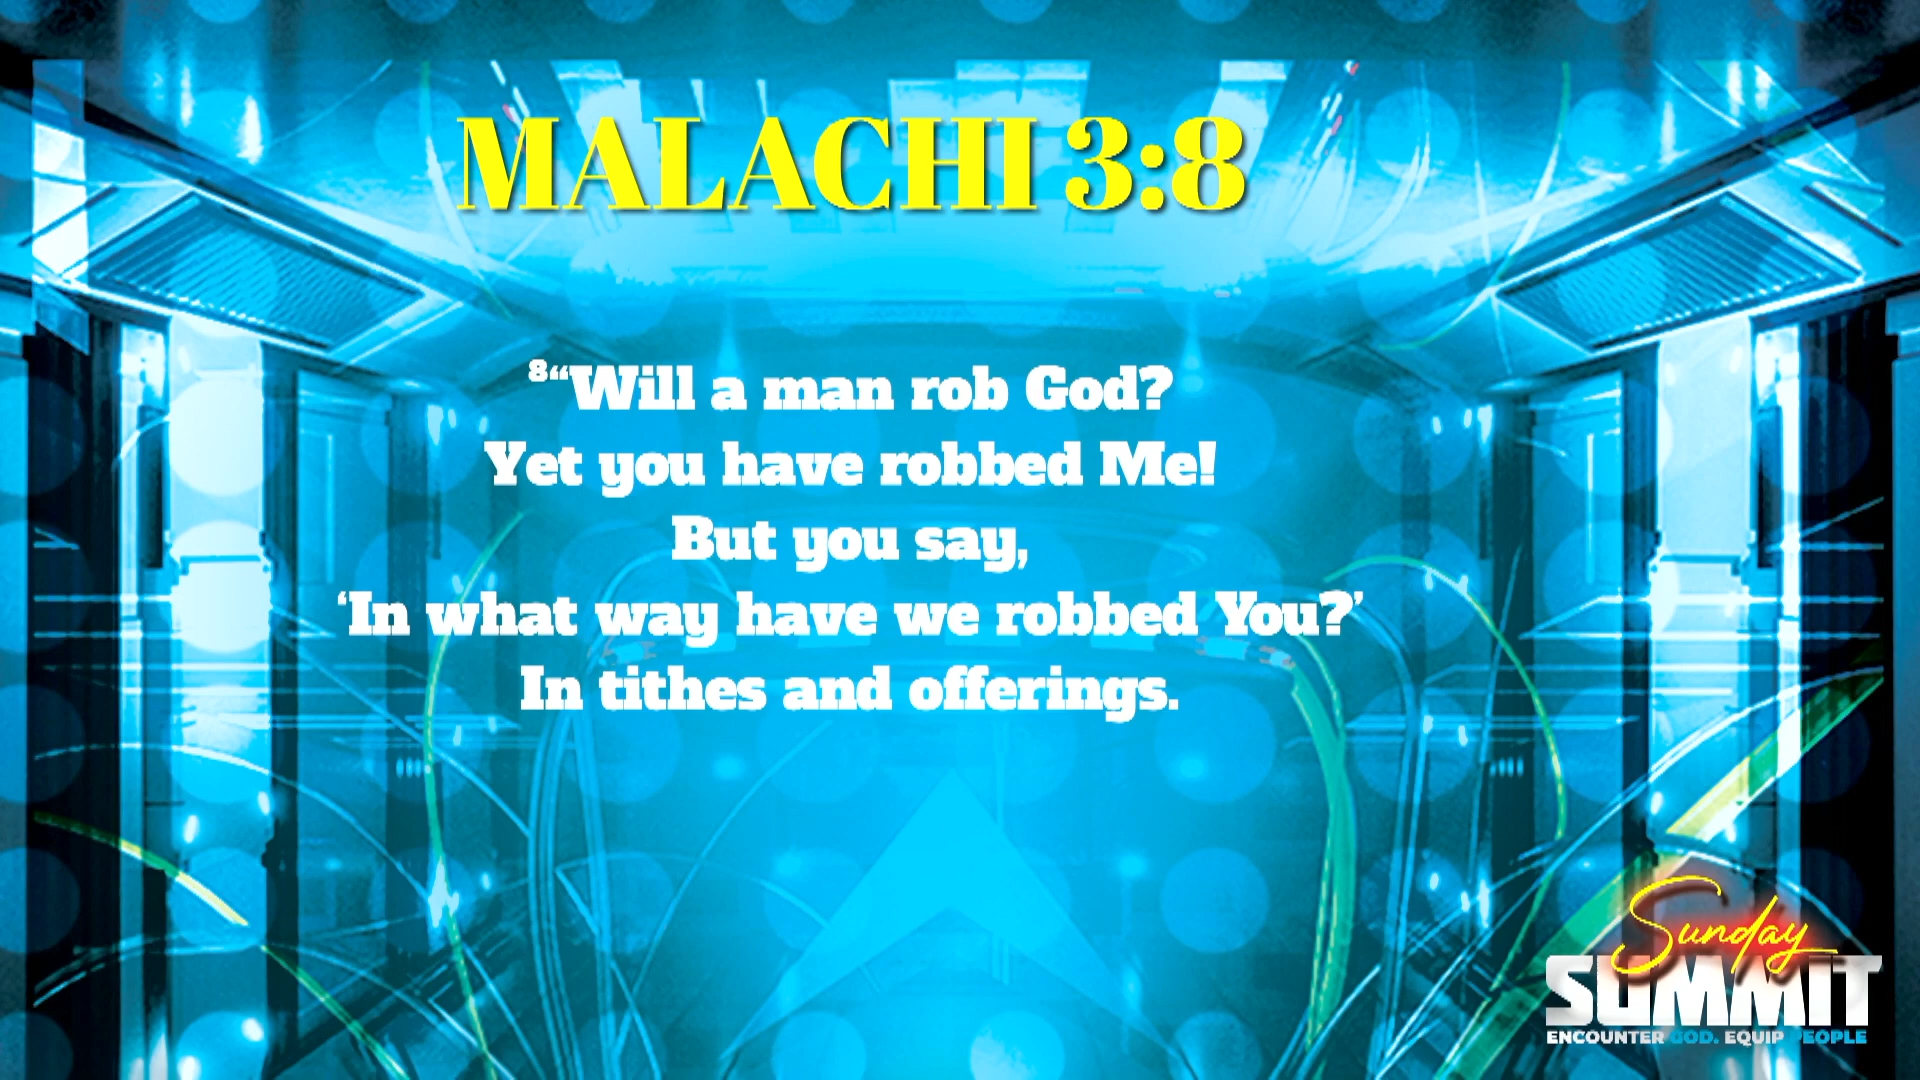 MALACHI 3:8
⁸“Will a man rob God?
Yet you have robbed Me!
But you say,
‘In what way have we robbed You?’
In tithes and offerings.
Sunday
SUMMIT
ENCOUNTER GOD. EQUIP PEOPLE